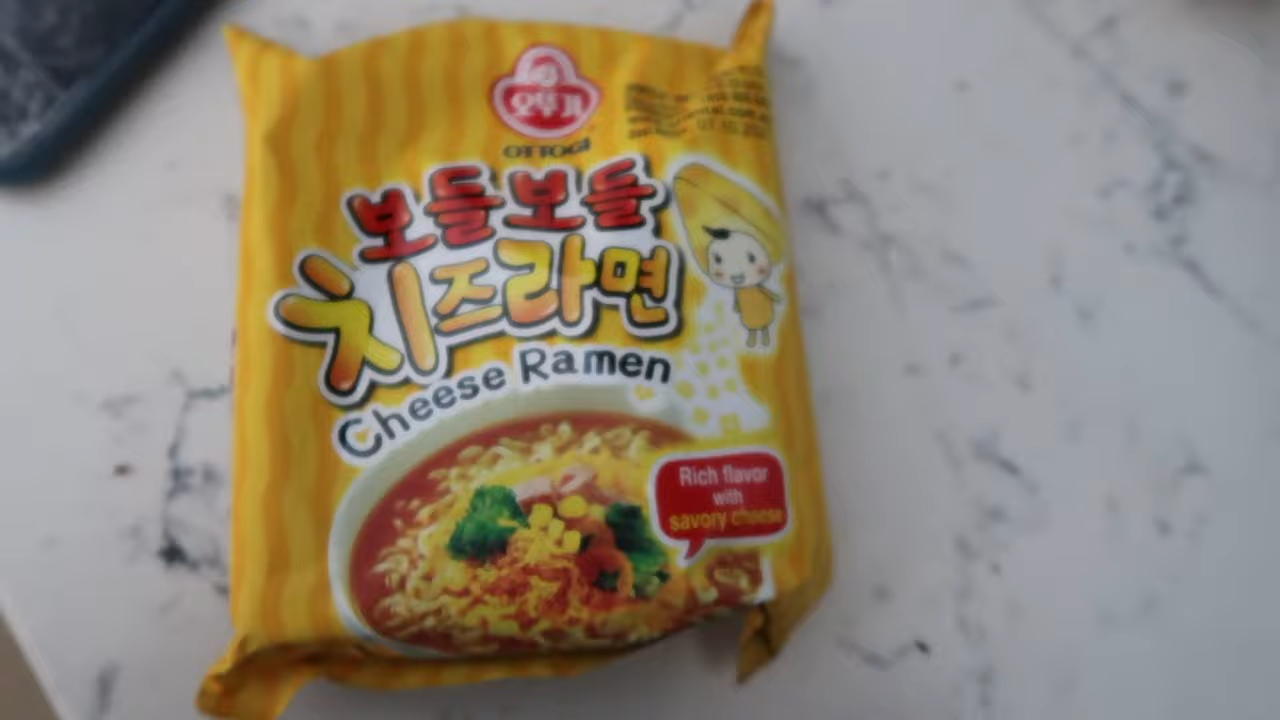 오뚜기
OTTOGI
보들보들
치즈라면
Cheese Ramen
Rich flavor
with
savory cheese